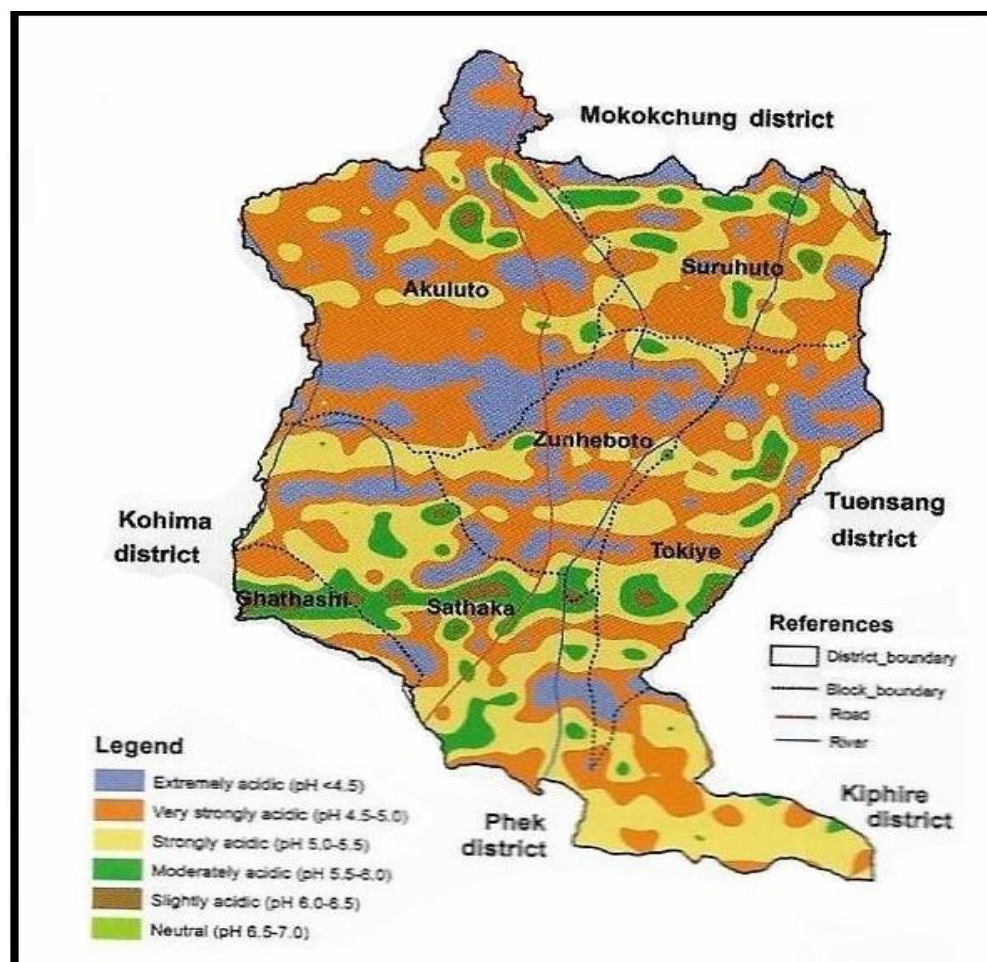 Mokokchung district
Suruhuto
Akuluto
Zunheboto
Kohima
district
Tuensang
district
Tokiye
Ghathashi
Sathaka
References
District_boundary
Block_boundary
Road
River
Legend
Extremely acidic (pH <4.5)
Very strongly acidic (pH 4.5-5.0)
Strongly acidic (pH 5.0-5.5)
Moderately acidic (pH 5.5-6.0)
Slightly acidic (pH 6.0-6.5)
Neutral (pH 6.5-7.0)
Phek
district
Kiphire
district